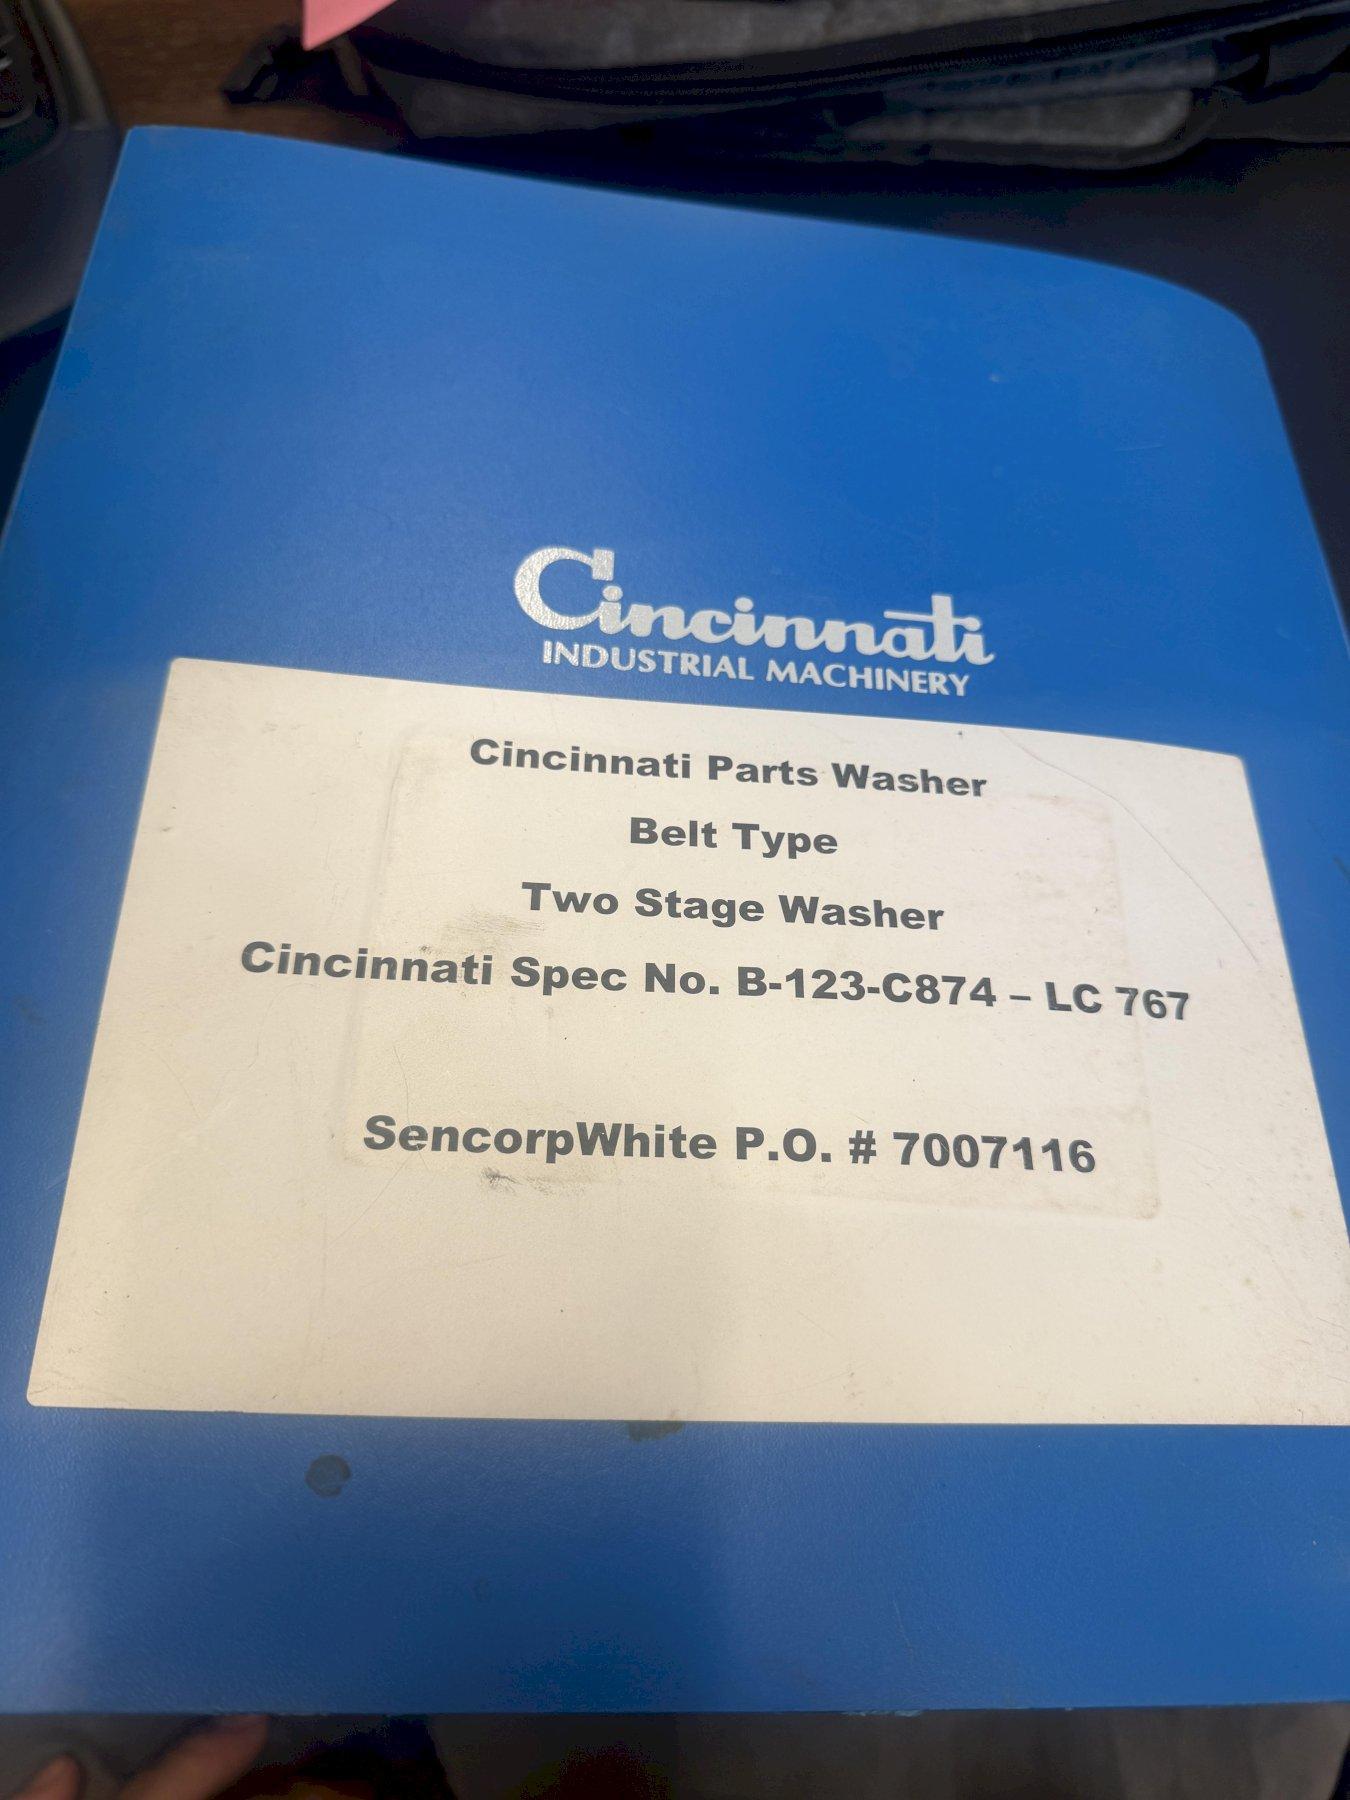 Cincinnati
INDUSTRIAL MACHINERY
Cincinnati Parts Washer
Belt Type
Two Stage Washer
Cincinnati Spec No. B-123-C874 – LC 767
SencorpWhite P.O. # 7007116